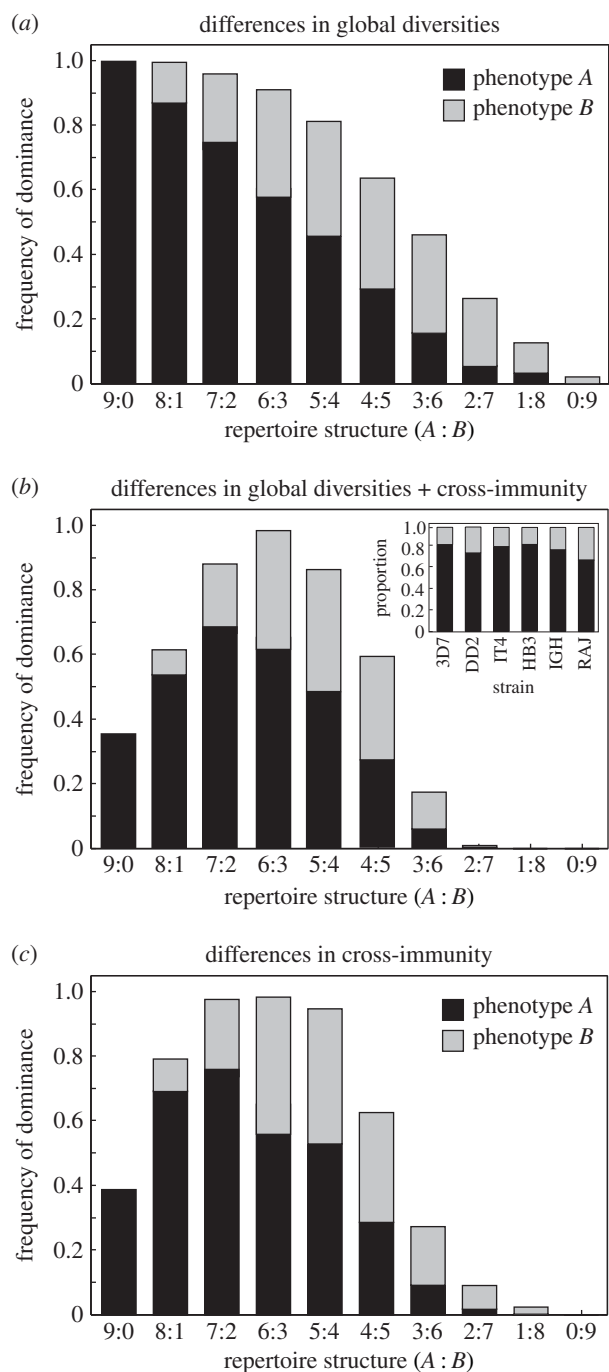 (a) differences in global diversities
1.0
0.8
0.6
0.4
0.2
0
frequency of dominance
phenotype A
phenotype B
9:0 8:1 7:2 6:3 5:4 4:5 3:6 2:7 1:8 0:9
repertoire structure (A : B)
(b) differences in global diversities + cross-immunity
1.0
0.8
0.6
0.4
0.2
0
frequency of dominance
1.0
0.8
0.6
0.4
0.2
0
proportion
3D7 DD2 IT4 HB3 IGH RAJ
strain
9:0 8:1 7:2 6:3 5:4 4:5 3:6 2:7 1:8 0:9
repertoire structure (A : B)
(c) differences in cross-immunity
1.0
0.8
0.6
0.4
0.2
0
frequency of dominance
phenotype A
phenotype B
9:0 8:1 7:2 6:3 5:4 4:5 3:6 2:7 1:8 0:9
repertoire structure (A : B)